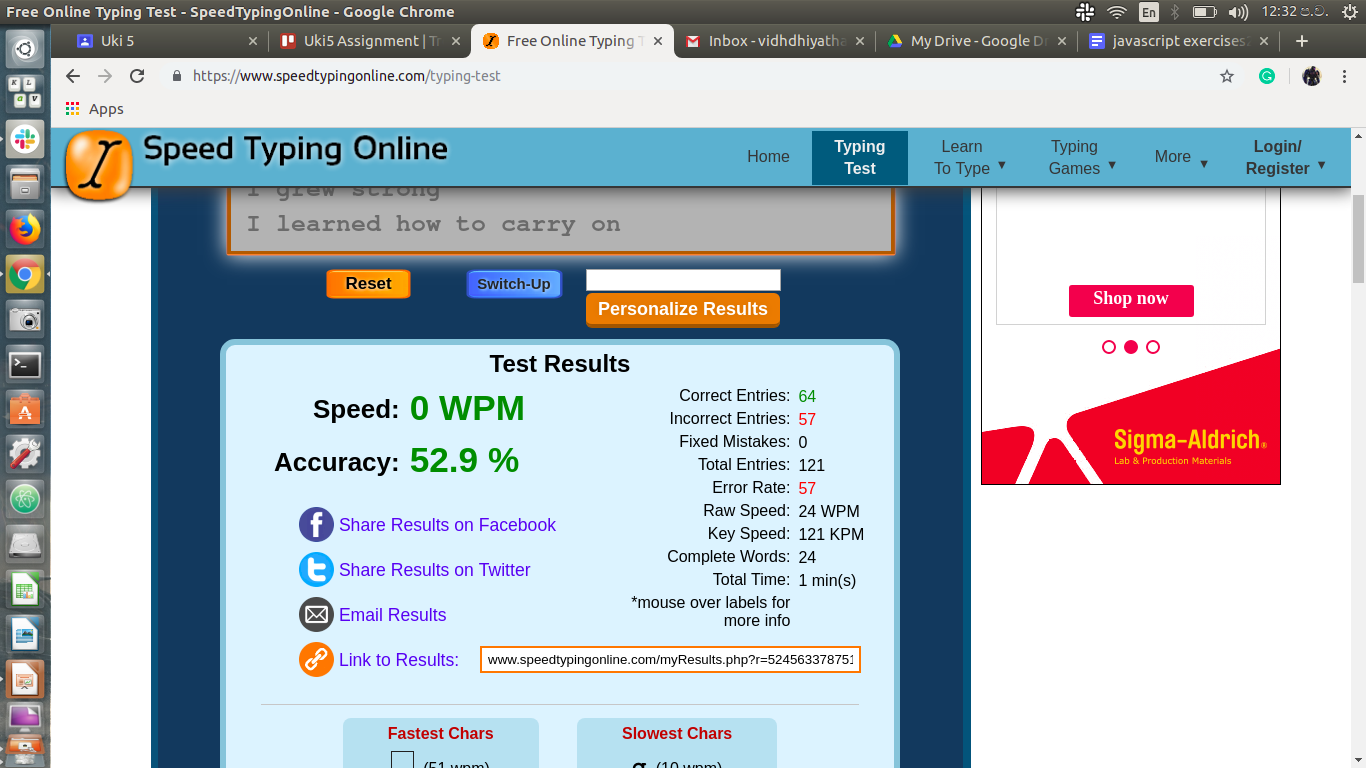 Free Online Typing Test - SpeedTypingOnline - Google Chrome
En
12:32 ප.ව.
Uki 5
Uki5 Assignment | Tr
Free Online Typing T
Inbox - vidhdhiyatha
My Drive - Google Dr
javascript exercises2
https://www.speedtypingonline.com/typing-test
Apps
Speed Typing Online
Home
Typing Test
Learn To Type ▼
Typing Games ▼
More ▼
Login/ Register ▼
I grew strong
I learned how to carry on
Reset
Switch-Up
Personalize Results
Test Results
Speed: 0 WPM
Accuracy: 52.9 %
Share Results on Facebook
Share Results on Twitter
Email Results
Link to Results: www.speedtypingonline.com/myResults.php?r=524563378751
Correct Entries: 64
Incorrect Entries: 57
Fixed Mistakes: 0
Total Entries: 121
Error Rate: 57
Raw Speed: 24 WPM
Key Speed: 121 KPM
Complete Words: 24
Total Time: 1 min(s)
*mouse over labels for
more info
Fastest Chars
(51 wpm)
Slowest Chars
(10 wpm)
Shop now
Sigma-Aldrich®
Lab & Production Materials